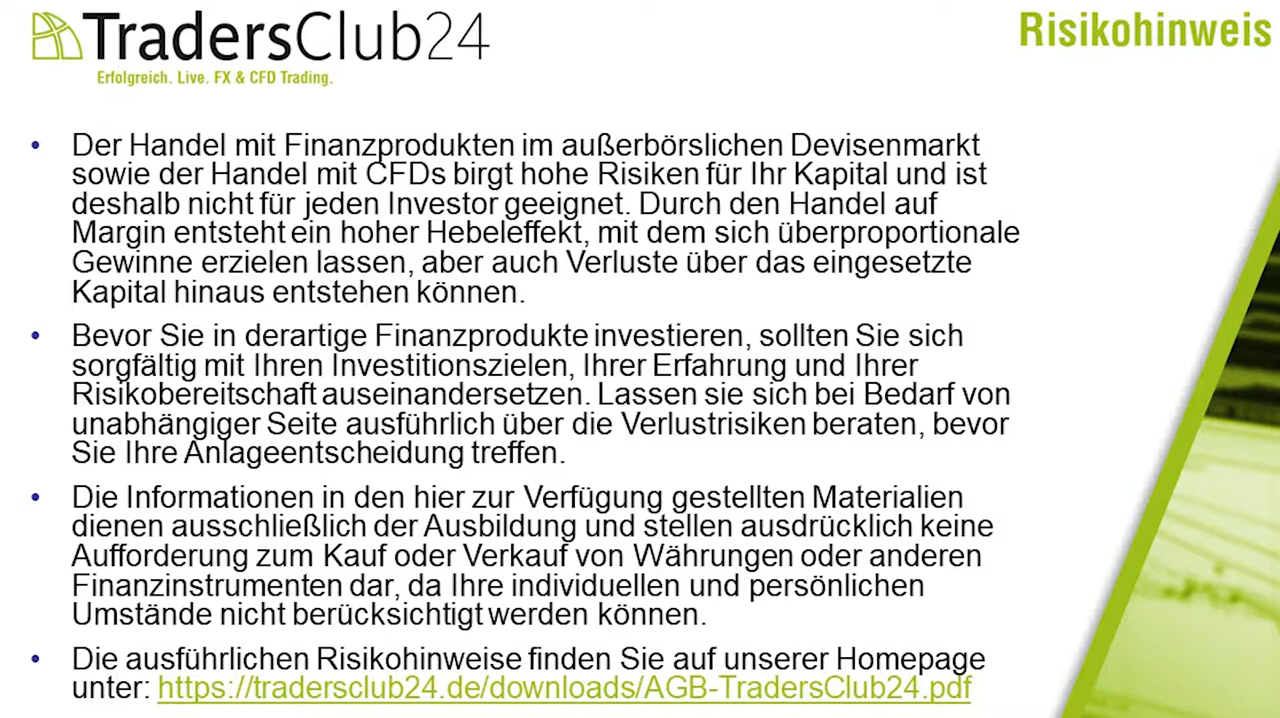 TradersClub24
Erfolgreich. Live. FX & CFD Trading.
Risikohinweis
• Der Handel mit Finanzprodukten im außerbörslichen Devisenmarkt
sowie der Handel mit CFDs birgt hohe Risiken für Ihr Kapital und ist
deshalb nicht für jeden Investor geeignet. Durch den Handel auf
Margin entsteht ein hoher Hebeleffekt, mit dem sich überproportionale
Gewinne erzielen lassen, aber auch Verluste über das eingesetzte
Kapital hinaus entstehen können.
• Bevor Sie in derartige Finanzprodukte investieren, sollten Sie sich
sorgfältig mit Ihren Investitionszielen, Ihrer Erfahrung und Ihrer
Risikobereitschaft auseinandersetzen. Lassen sie sich bei Bedarf von
unabhängiger Seite ausführlich über die Verlustrisiken beraten, bevor
Sie Ihre Anlageentscheidung treffen.
• Die Informationen in den hier zur Verfügung gestellten Materialien
dienen ausschließlich der Ausbildung und stellen ausdrücklich keine
Aufforderung zum Kauf oder Verkauf von Währungen oder anderen
Finanzinstrumenten dar, da Ihre individuellen und persönlichen
Umstände nicht berücksichtigt werden können.
• Die ausführlichen Risikohinweise finden Sie auf unserer Homepage
unter: https://tradersclub24.de/downloads/AGB-TradersClub24.pdf